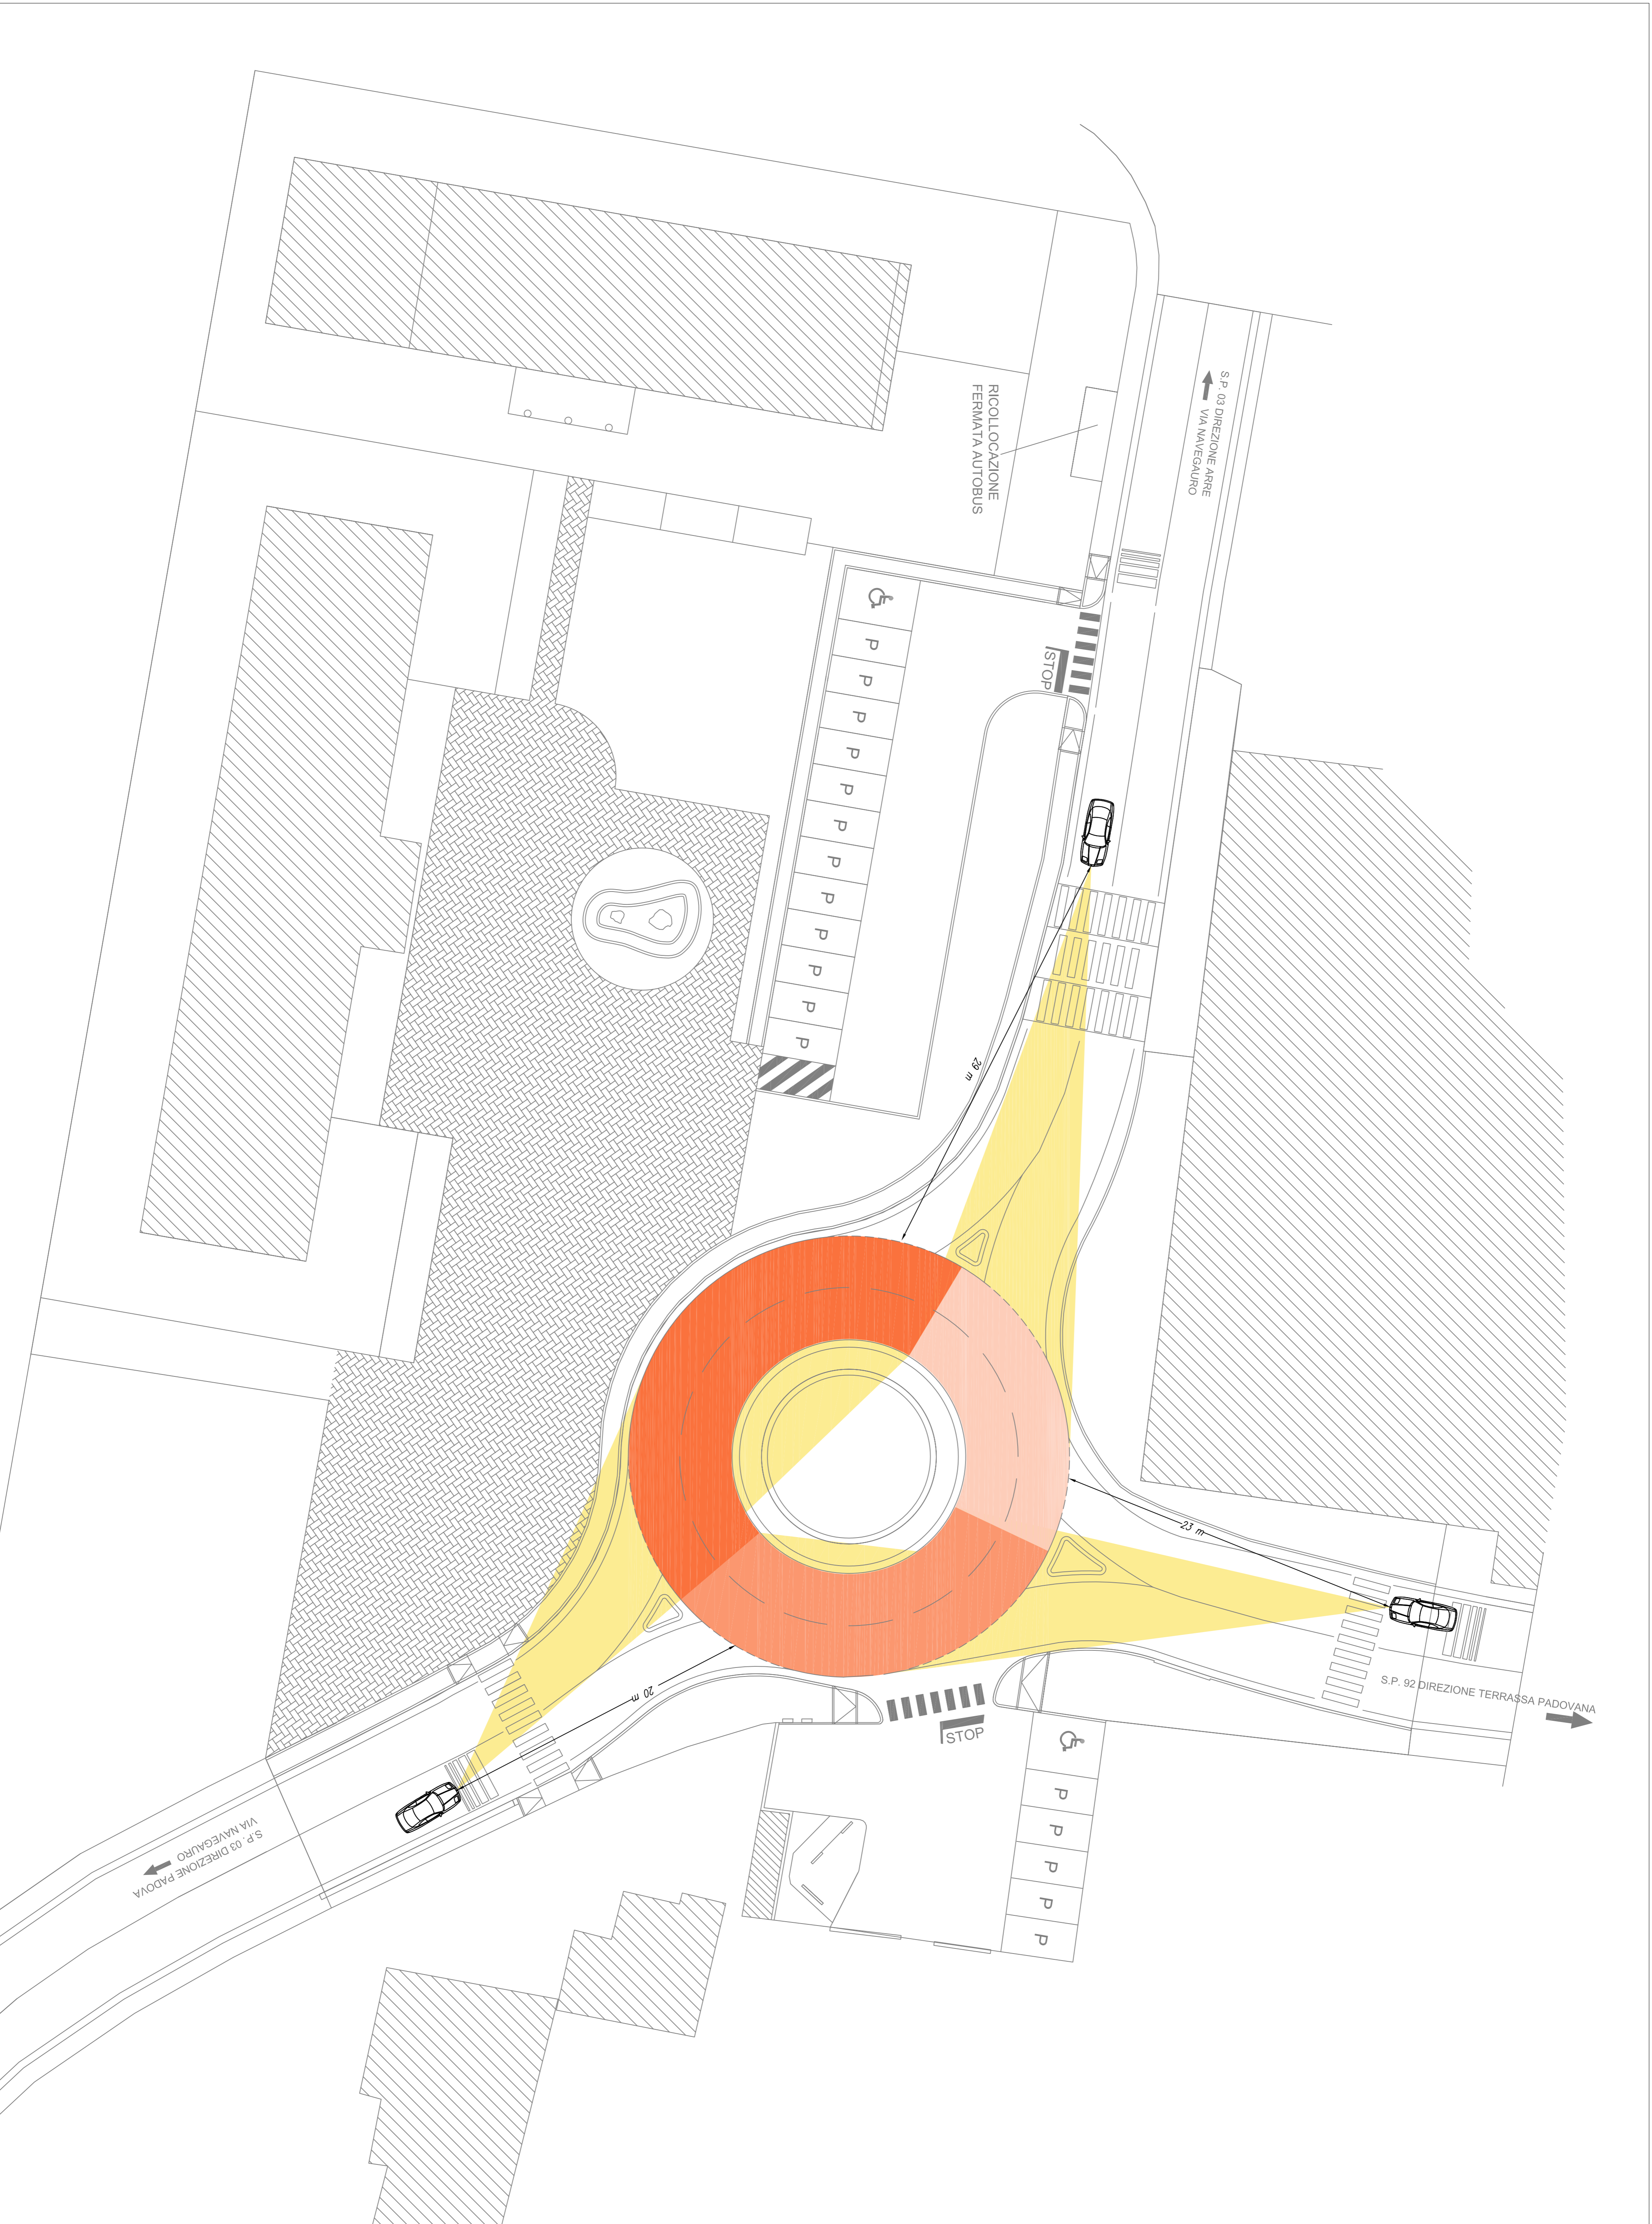 S.P. 03 DIREZIONE ARRE
VIA NAVEGAURO
RICOLLOCAZIONE
FERMATA AUTOBUS
P
P
P
P
P
P
P
P
P
P
P
P
STOP
29 m
23 m
20 m
S.P. 92 DIREZIONE TERRASSA PADOVANA
STOP
P
P
P
P
P
S.P. 03 DIREZIONE PADOVA
VIA NAVEGAURO